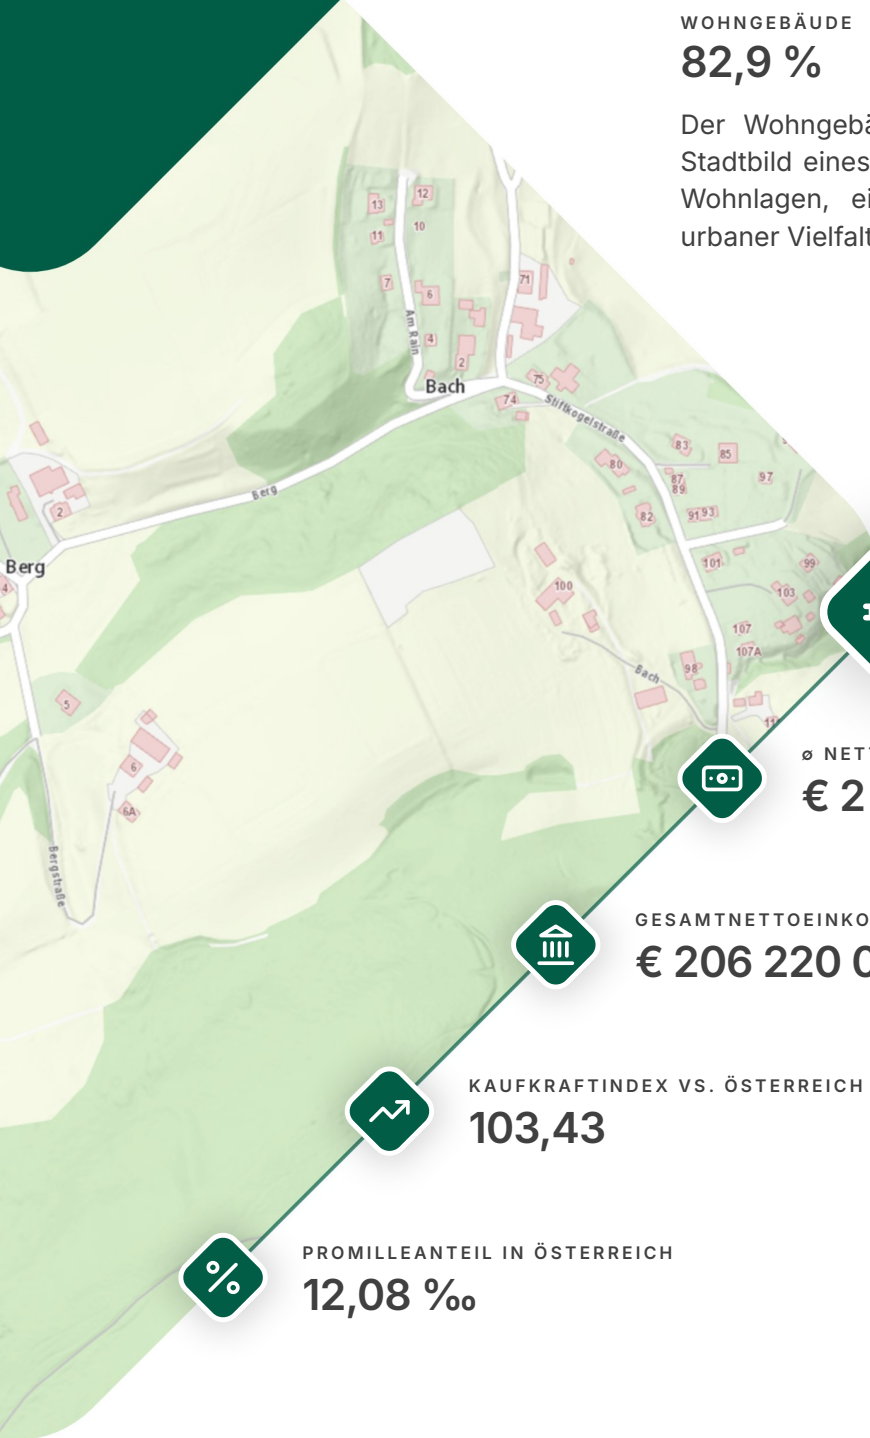 WOHNGEBÄUDE
82,9 %
Der Wohngebä
Stadtbild eines
Wohnlagen, ei
urbaner Vielfalt
12
13
10
11
7
71
6
Am Rain
4
2
Bach
75
74
Stiftkogelstraße
83
85
80
97
87
89
Berg
2
82
91 93
Berg
101
99
4
100
103
107
107A
98
Bach
5
6
6A
Bergstraße
ø NET
€ 2
GESAMTNETTOEINKO
€ 206 220 0
KAUFKRAFTINDEX VS. ÖSTERREICH
103,43
PROMILLEANTEIL IN ÖSTERREICH
12,08 ‰